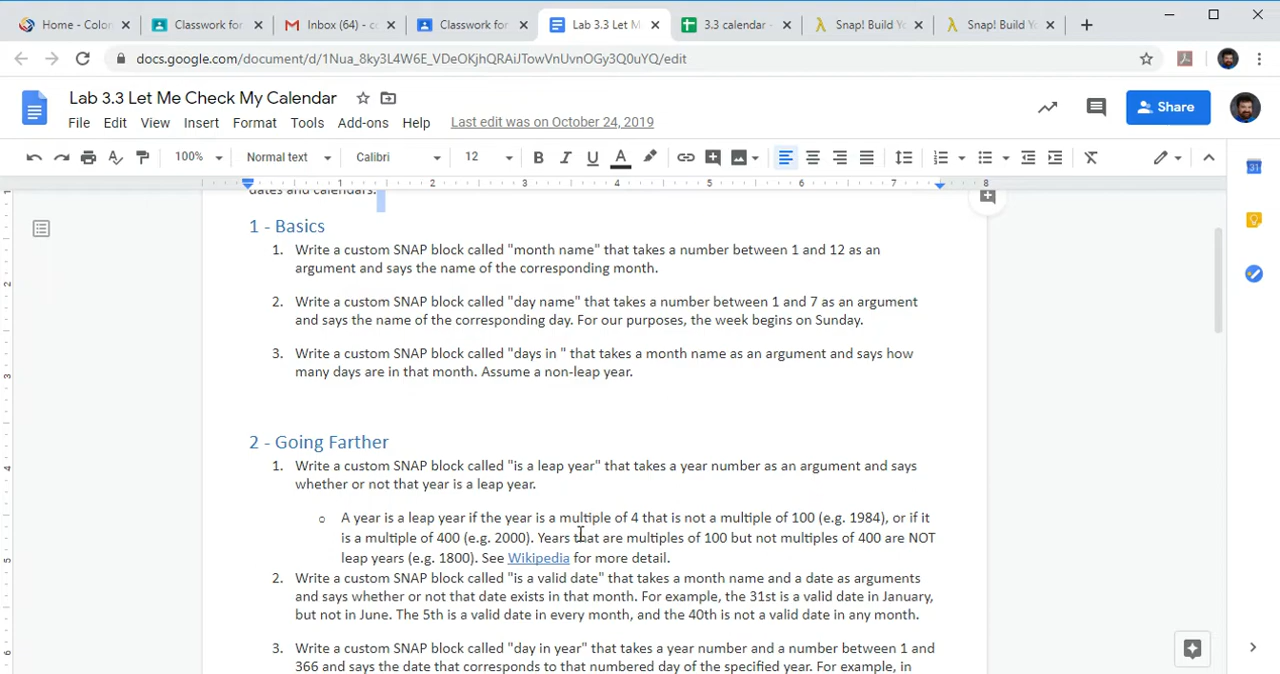 Home - Color
Classwork for
Inbox (64) - c
Classwork for
Lab 3.3 Let M
3.3 calendar -
Snap! Build Yo
Snap! Build Yo
docs.google.com/document/d/1Nua_8ky3L4W6E_VDeOKjhQRAiJTowVnUvnOGy3Q0uYQ/edit
Lab 3.3 Let Me Check My Calendar
File Edit View Insert Format Tools Add-ons Help Last edit was on October 24, 2019
Share
100% Normal text Calibri 12 B I U A
1 2 3 4 5 6 7 8
dates and calendars.
1 - Basics
1. Write a custom SNAP block called "month name" that takes a number between 1 and 12 as an
argument and says the name of the corresponding month.
2. Write a custom SNAP block called "day name" that takes a number between 1 and 7 as an argument
and says the name of the corresponding day. For our purposes, the week begins on Sunday.
3. Write a custom SNAP block called "days in " that takes a month name as an argument and says how
many days are in that month. Assume a non-leap year.
2 - Going Farther
1. Write a custom SNAP block called "is a leap year" that takes a year number as an argument and says
whether or not that year is a leap year.
A year is a leap year if the year is a multiple of 4 that is not a multiple of 100 (e.g. 1984), or if it
is a multiple of 400 (e.g. 2000). Years that are multiples of 100 but not multiples of 400 are NOT
leap years (e.g. 1800). See Wikipedia for more detail.
2. Write a custom SNAP block called "is a valid date" that takes a month name and a date as arguments
and says whether or not that date exists in that month. For example, the 31st is a valid date in January,
but not in June. The 5th is a valid date in every month, and the 40th is not a valid date in any month.
3. Write a custom SNAP block called "day in year" that takes a year number and a number between 1 and
366 and says the date that corresponds to that numbered day of the specified year. For example, in